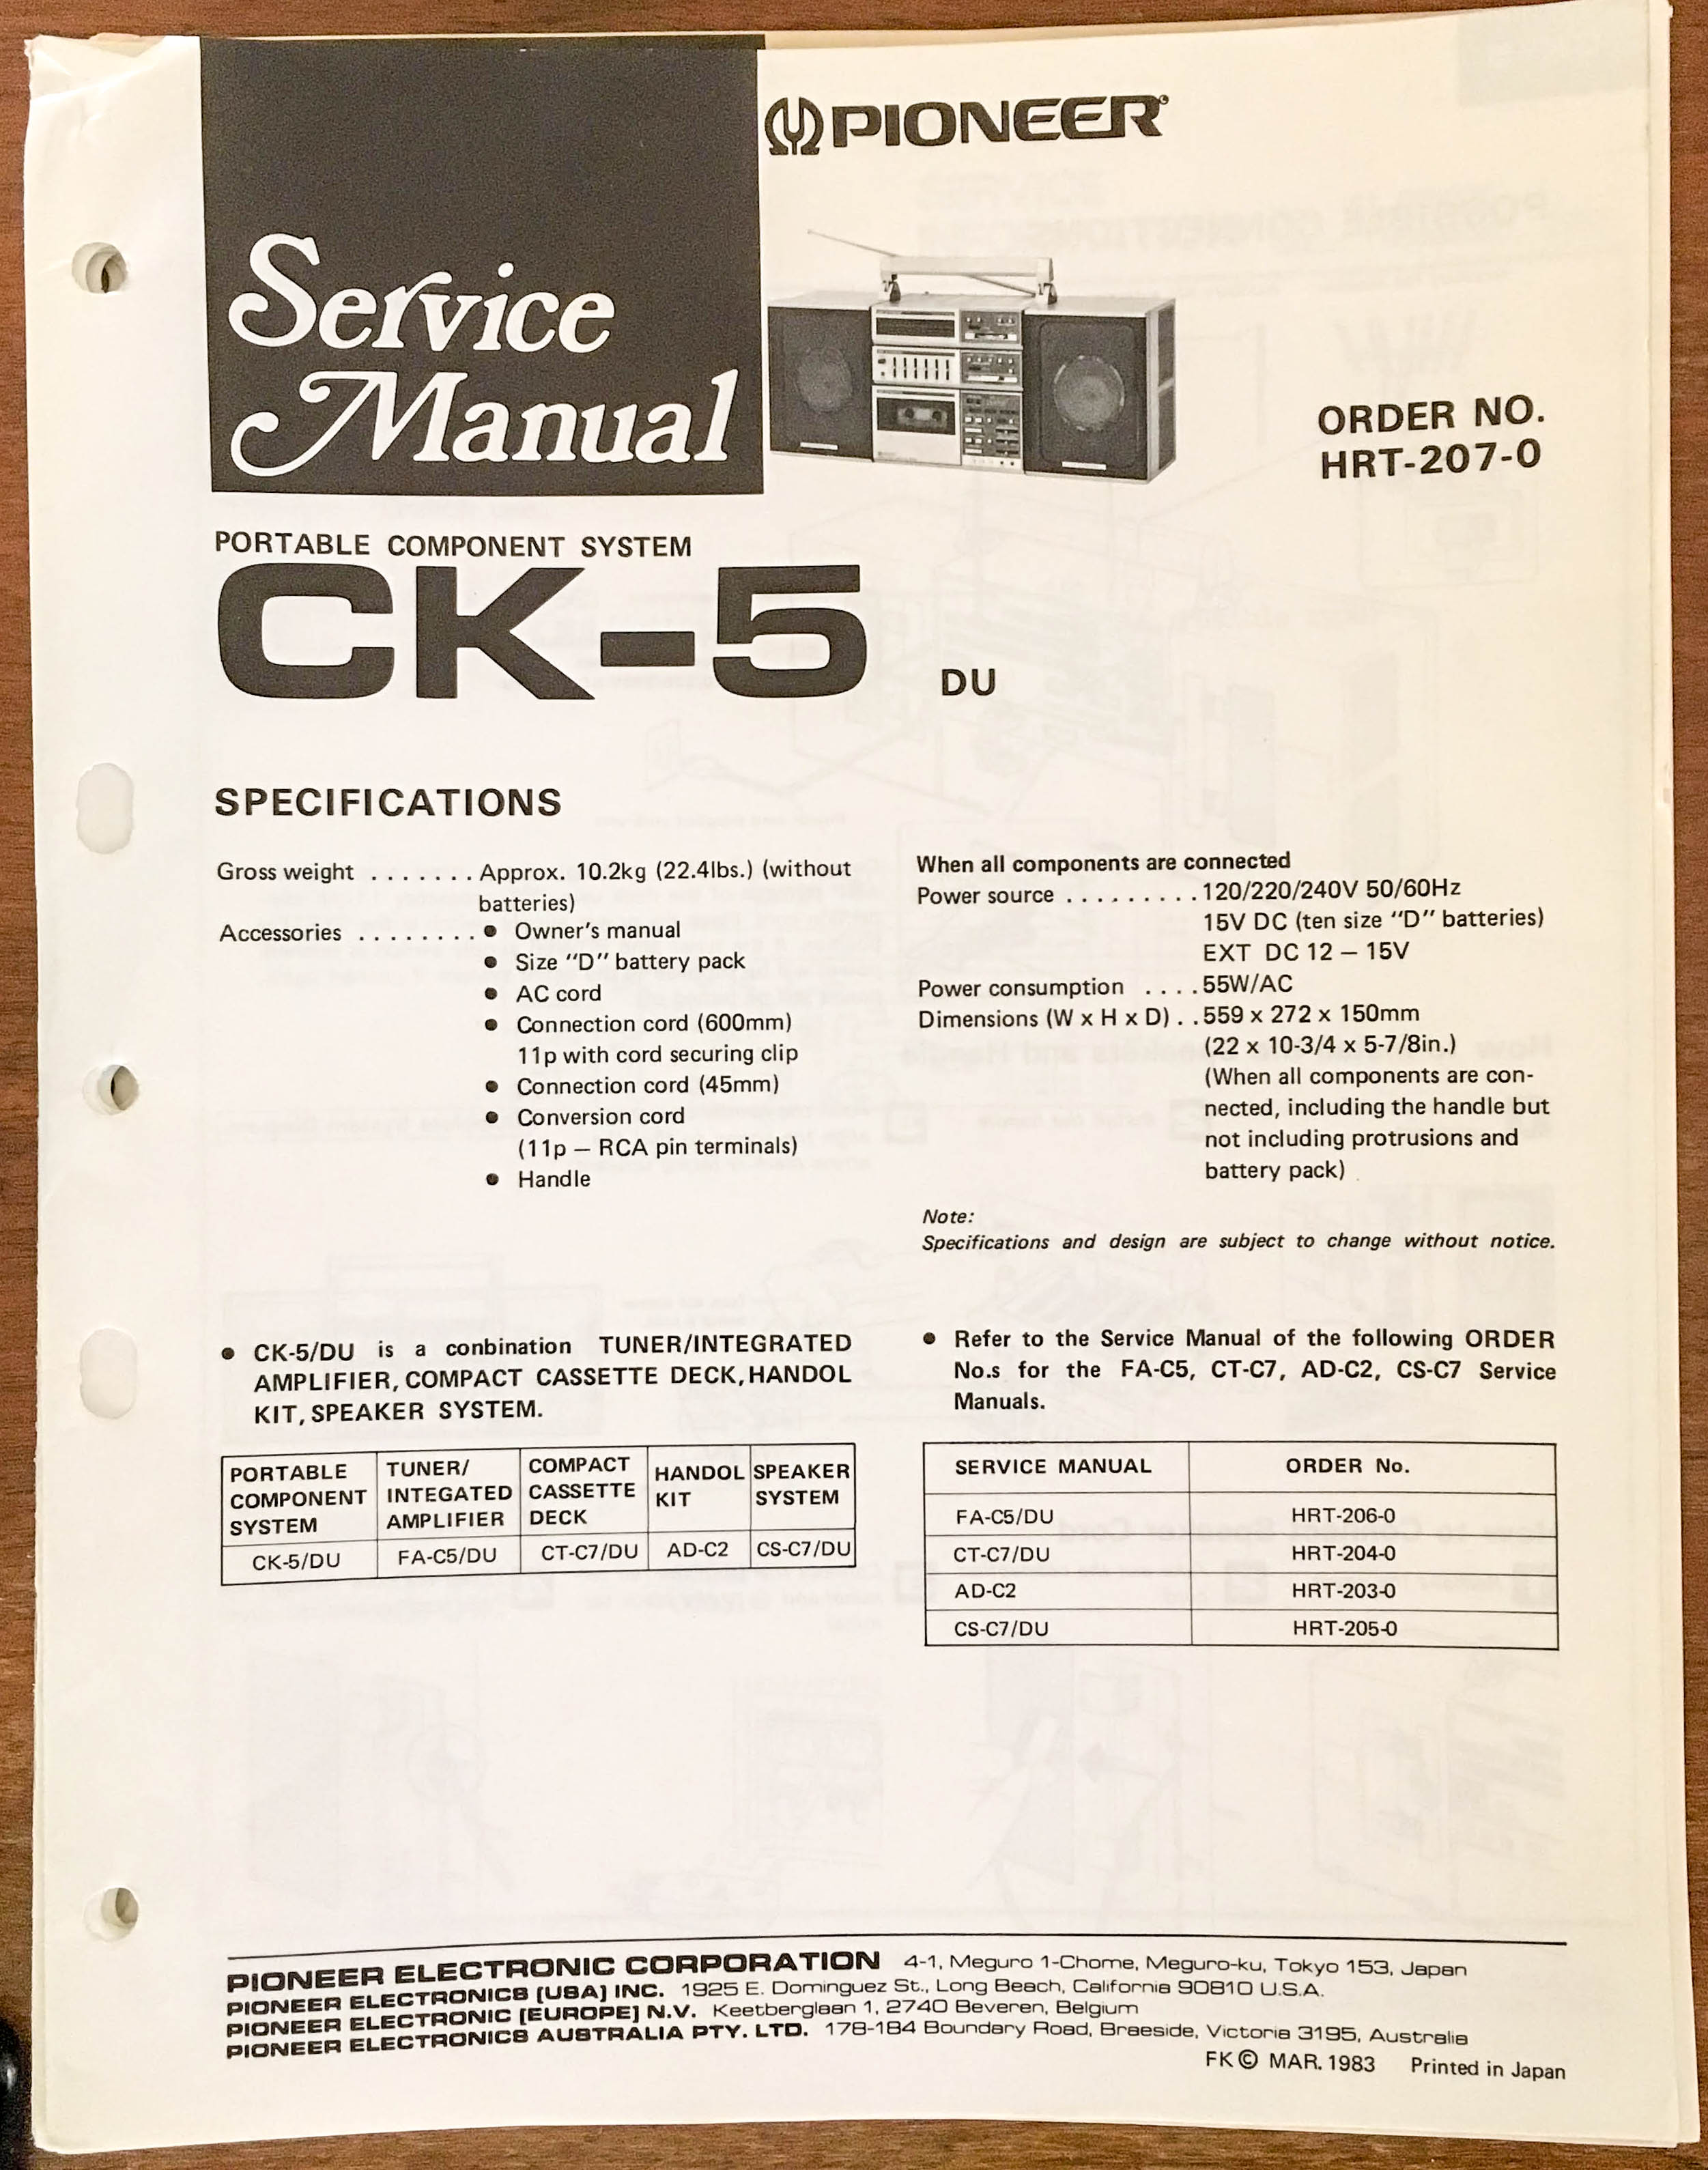 PIONEER
Service
Manual
ORDER NO.
HRT-207-0
PORTABLE COMPONENT SYSTEM
CK-5 DU
SPECIFICATIONS
Gross weight ....... Approx. 10.2kg (22.4lbs.) (without
batteries)
Accessories ........ ● Owner's manual
● Size "D" battery pack
● AC cord
● Connection cord (600mm)
11p with cord securing clip
● Connection cord (45mm)
● Conversion cord
(11p – RCA pin terminals)
● Handle
When all components are connected
Power source ......... 120/220/240V 50/60Hz
15V DC (ten size "D" batteries)
EXT DC 12 – 15V
Power consumption .... 55W/AC
Dimensions (W x H x D) .. 559 x 272 x 150mm
(22 x 10-3/4 x 5-7/8in.)
(When all components are con-
nected, including the handle but
not including protrusions and
battery pack)
Note:
Specifications and design are subject to change without notice.
● CK-5/DU is a conbination TUNER/INTEGRATED
AMPLIFIER, COMPACT CASSETTE DECK, HANDOL
KIT, SPEAKER SYSTEM.
PORTABLE COMPONENT SYSTEM TUNER/ INTEGATED AMPLIFIER COMPACT CASSETTE DECK HANDOL KIT SPEAKER SYSTEM
CK-5/DU FA-C5/DU CT-C7/DU AD-C2 CS-C7/DU
● Refer to the Service Manual of the following ORDER
No.s for the FA-C5, CT-C7, AD-C2, CS-C7 Service
Manuals.
SERVICE MANUAL ORDER No.
FA-C5/DU HRT-206-0
CT-C7/DU HRT-204-0
AD-C2 HRT-203-0
CS-C7/DU HRT-205-0
PIONEER ELECTRONIC CORPORATION 4-1, Meguro 1-Chome, Meguro-ku, Tokyo 153, Japan
PIONEER ELECTRONICS [USA] INC. 1925 E. Dominguez St., Long Beach, California 90810 U.S.A.
PIONEER ELECTRONIC [EUROPE] N.V. Keetberglaan 1, 2740 Beveren, Belgium
PIONEER ELECTRONICS AUSTRALIA PTY. LTD. 178-184 Boundary Road, Braeside, Victoria 3195, Australia
FK © MAR. 1983 Printed in Japan